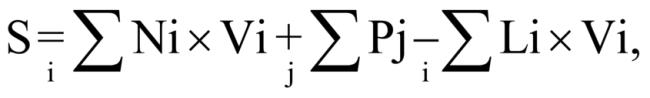 S = ∑ Ni × Vi + ∑ Pj – ∑ Li × Vi,
i j i